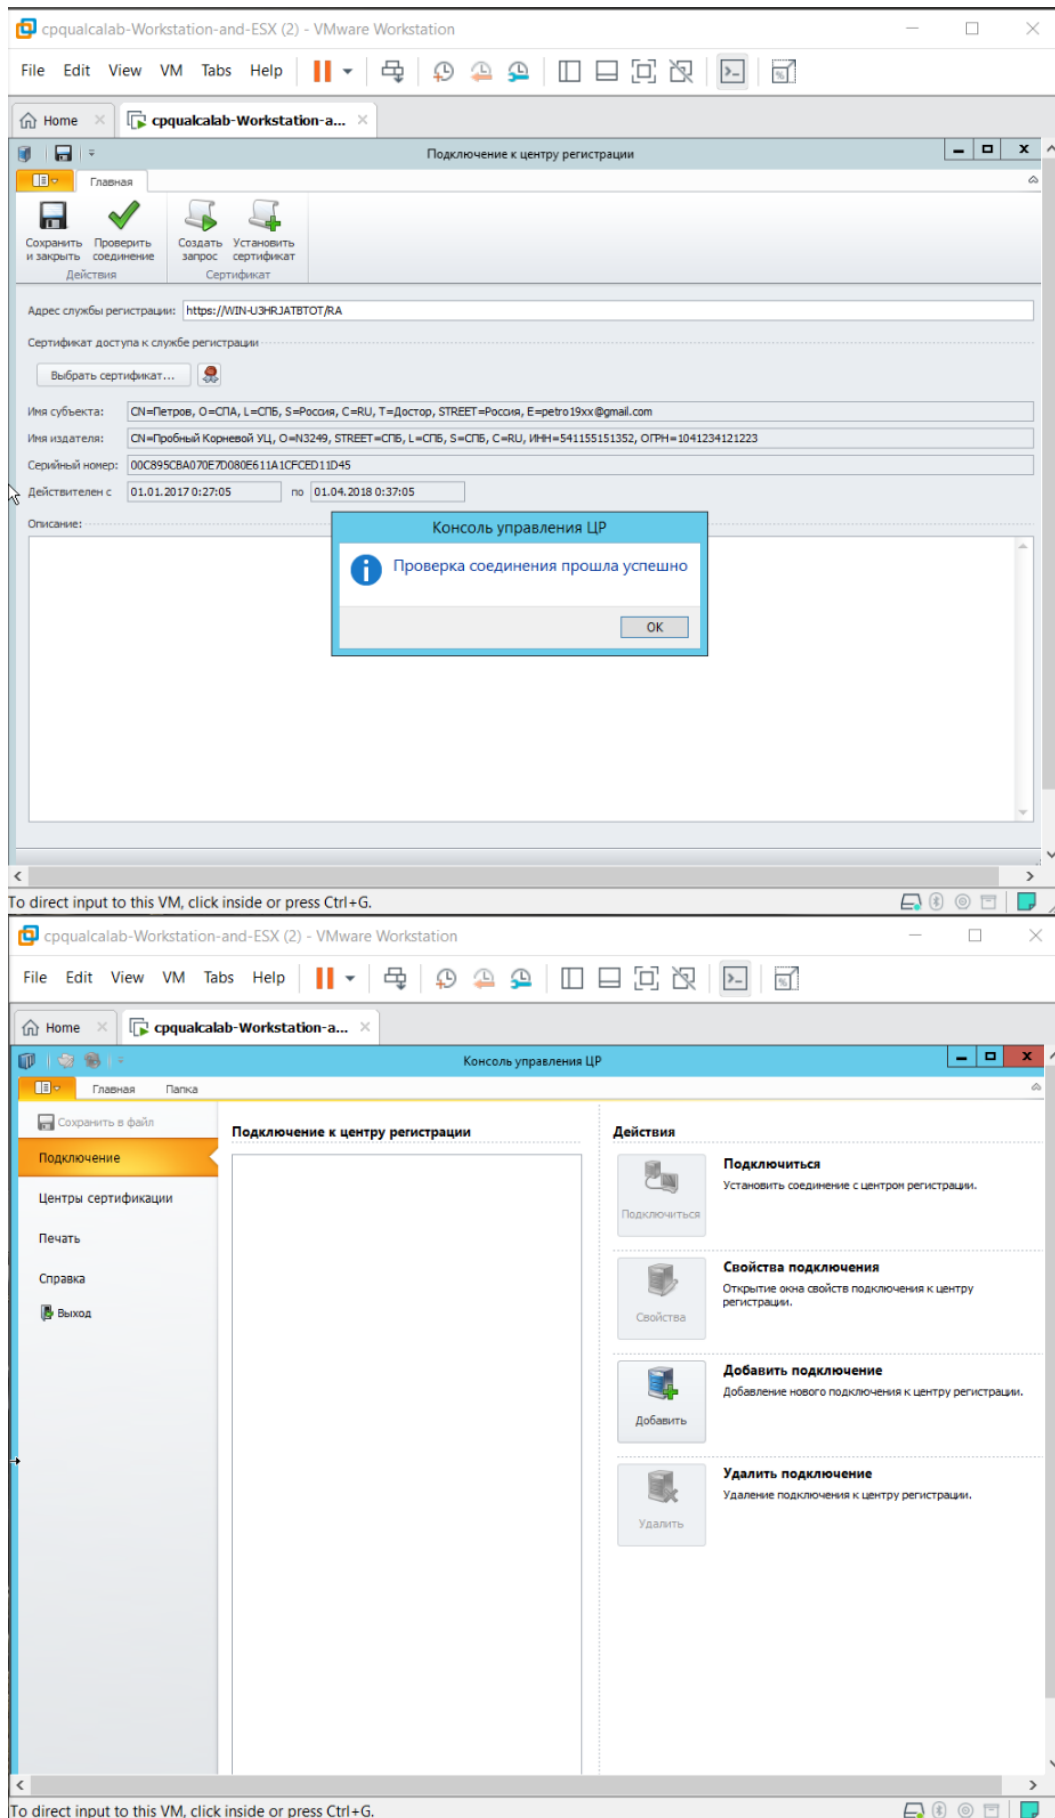 cpqualcalab-Workstation-and-ESX (2) - VMware Workstation
File Edit View VM Tabs Help
Home cpqualcalab-Workstation-a...
Подключение к центру регистрации
Главная
Сохранить и закрыть
Проверить соединение
Создать запрос
Установить сертификат
Действия
Сертификат
Адрес службы регистрации: https://WIN-U3HRJATBTOT/RA
Сертификат доступа к службе регистрации
Выбрать сертификат...
Имя субъекта: CN=Петров, O=СПА, L=СПБ, S=Россия, C=RU, T=Достор, STREET=Россия, E=petro19xx@gmail.com
Имя издателя: CN=Пробный Корневой УЦ, O=N3249, STREET=СПБ, L=СПБ, S=СПБ, C=RU, ИНН=541155151352, ОГРН=1041234121223
Серийный номер: 00C895CBA070E7D080E611A1CFCED11D45
Действителен с 01.01.2017 0:27:05 по 01.04.2018 0:37:05
Описание:
Консоль управления ЦР
Проверка соединения прошла успешно
OK
To direct input to this VM, click inside or press Ctrl+G.
cpqualcalab-Workstation-and-ESX (2) - VMware Workstation
File Edit View VM Tabs Help
Home cpqualcalab-Workstation-a...
Консоль управления ЦР
Главная Папка
Сохранить в файл
Подключение
Центры сертификации
Печать
Справка
Выход
Подключение к центру регистрации
Действия
Подключиться
Подключиться
Установить соединение с центром регистрации.
Свойства
Свойства подключения
Открытие окна свойств подключения к центру
регистрации.
Добавить
Добавить подключение
Добавление нового подключения к центру регистрации.
Удалить
Удалить подключение
Удаление подключения к центру регистрации.
To direct input to this VM, click inside or press Ctrl+G.